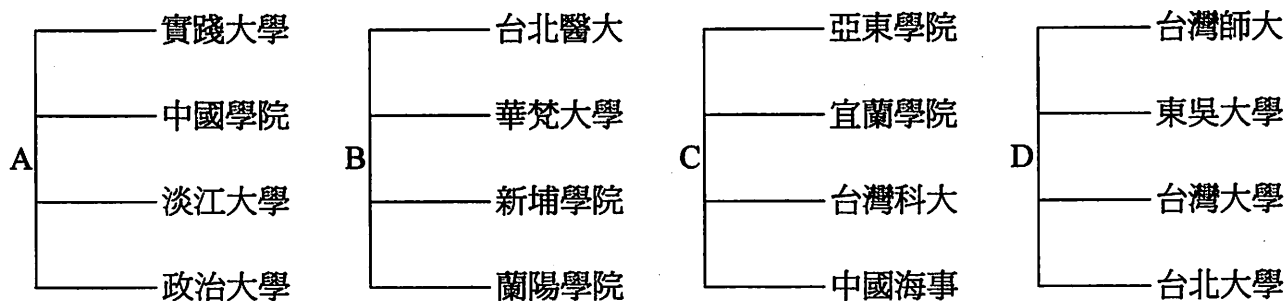 A
實踐大學
中國學院
淡江大學
政治大學
B
台北醫大
華梵大學
新埔學院
蘭陽學院
C
亞東學院
宜蘭學院
台灣科大
中國海事
D
台灣師大
東吳大學
台灣大學
台北大學